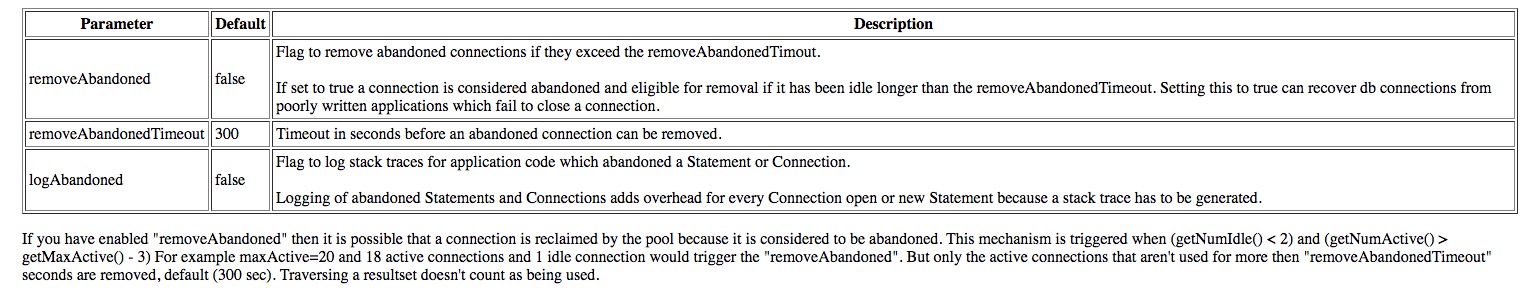 Parameter Default Description
removeAbandoned false Flag to remove abandoned connections if they exceed the removeAbandonedTimout.
If set to true a connection is considered abandoned and eligible for removal if it has been idle longer than the removeAbandonedTimeout. Setting this to true can recover db connections from
poorly written applications which fail to close a connection.
removeAbandonedTimeout 300 Timeout in seconds before an abandoned connection can be removed.
logAbandoned false Flag to log stack traces for application code which abandoned a Statement or Connection.
Logging of abandoned Statements and Connections adds overhead for every Connection open or new Statement because a stack trace has to be generated.
If you have enabled "removeAbandoned" then it is possible that a connection is reclaimed by the pool because it is considered to be abandoned. This mechanism is triggered when (getNumIdle() < 2) and (getNumActive() >
getMaxActive() - 3) For example maxActive=20 and 18 active connections and 1 idle connection would trigger the "removeAbandoned". But only the active connections that aren't used for more then "removeAbandonedTimeout"
seconds are removed, default (300 sec). Traversing a resultset doesn't count as being used.